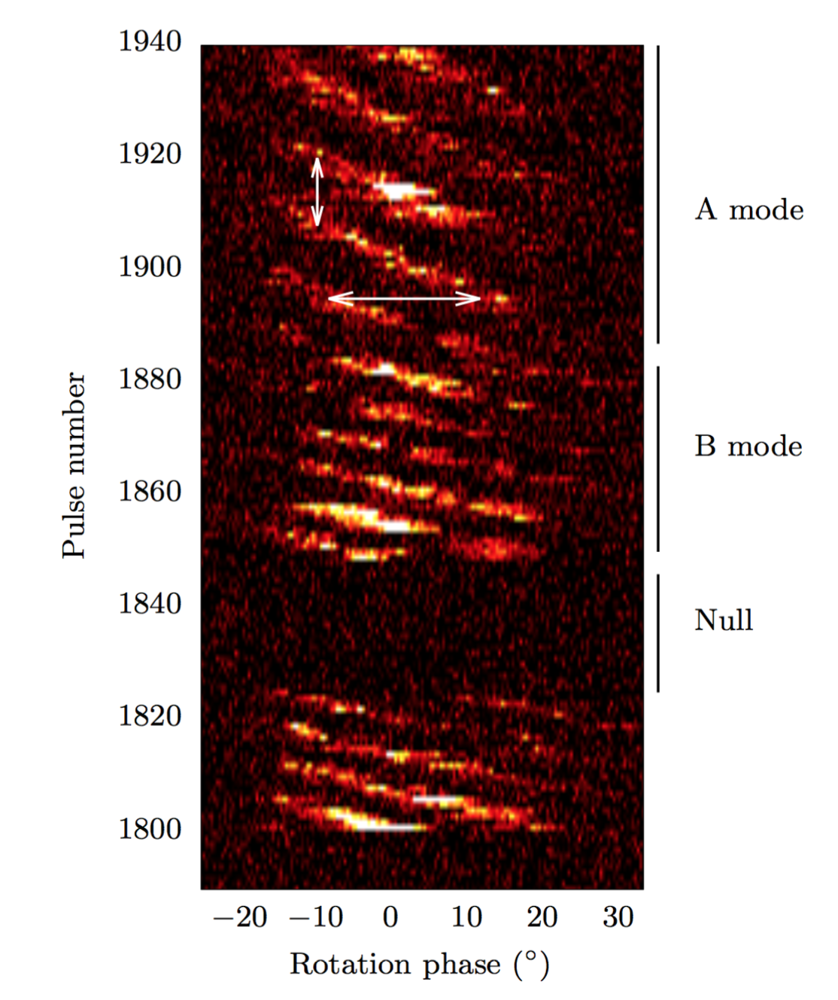 1940
1920
1900
1880
1860
1840
1820
1800
Pulse number
A mode
B mode
Null
−20 −10 0 10 20 30
Rotation phase (°)